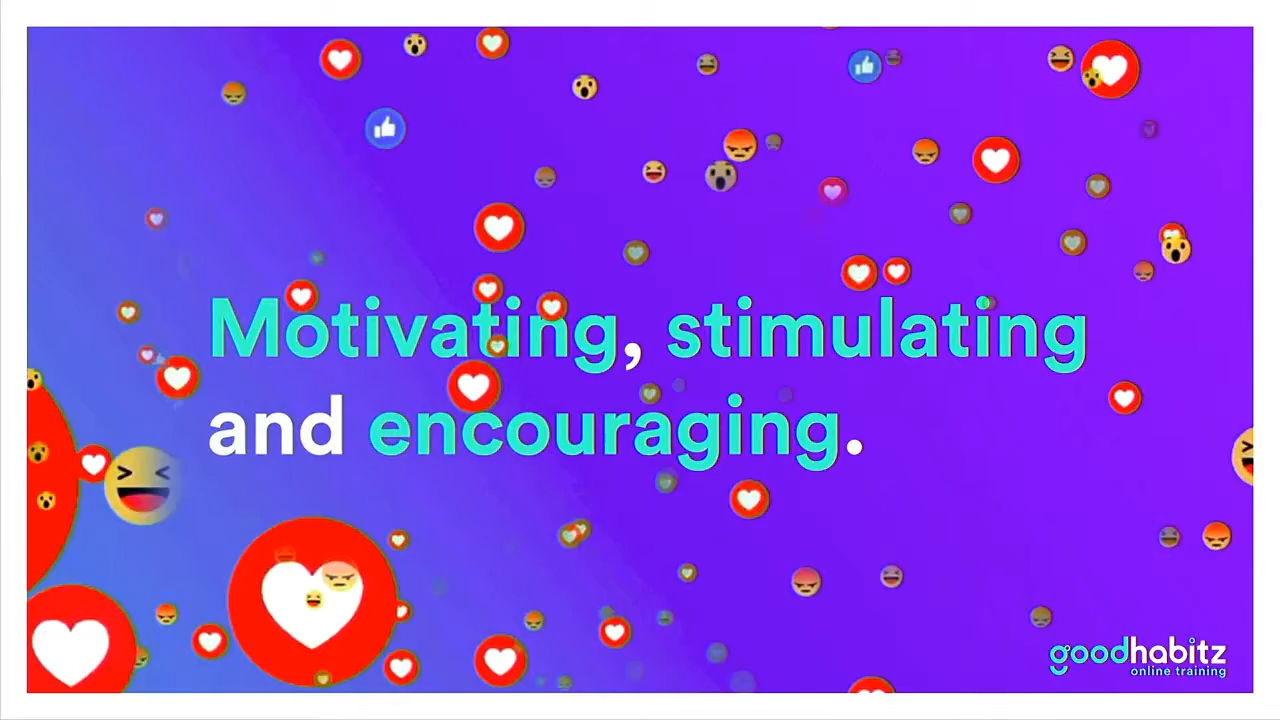 Motivating, stimulating
and encouraging.
goodhabitz
online training